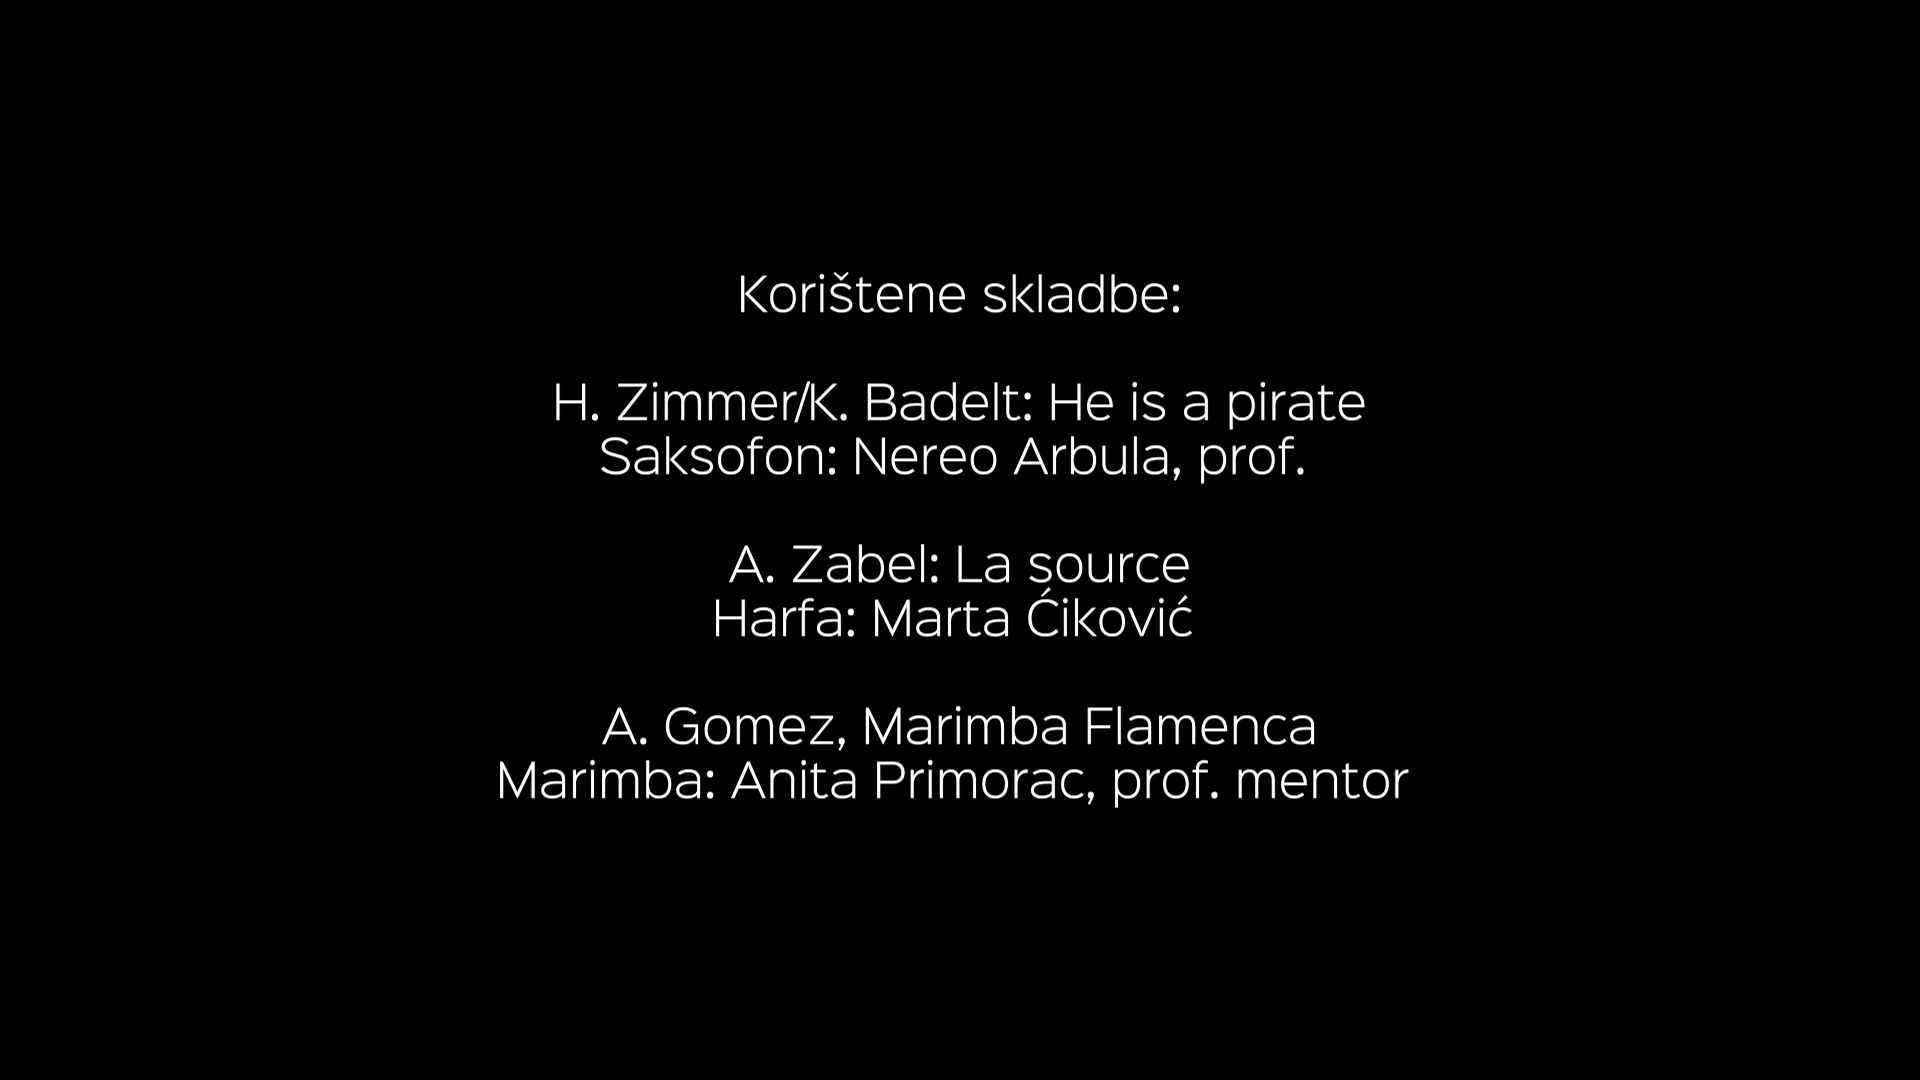 Korištene skladbe:
H. Zimmer/K. Badelt: He is a pirate
Saksofon: Nereo Arbula, prof.
A. Zabel: La source
Harfa: Marta Ćiković
A. Gomez, Marimba Flamenca
Marimba: Anita Primorac, prof. mentor